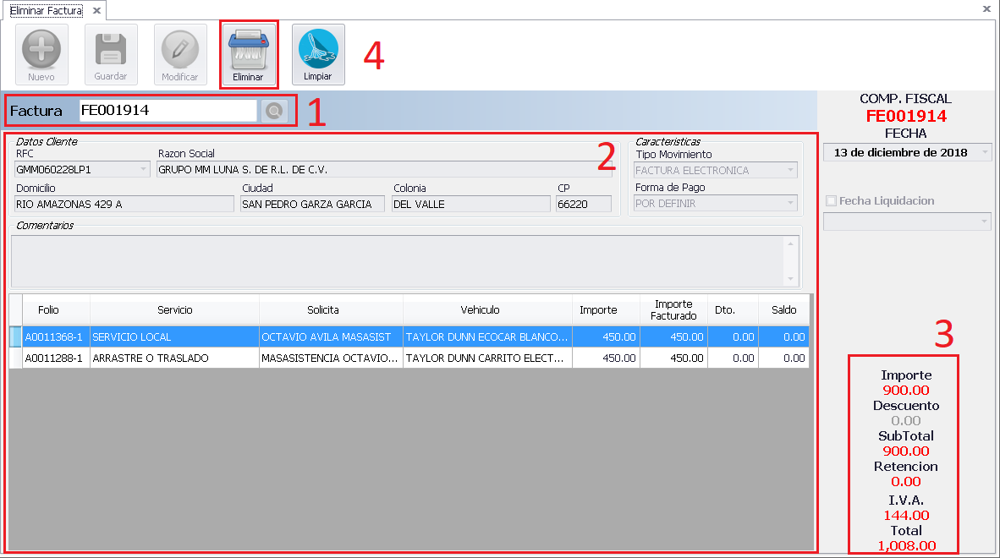 Eliminar Factura
Nuevo Guardar Modificar Eliminar Limpiar 4
Factura FE001914 1
COMP. FISCAL
FE001914
FECHA
13 de diciembre de 2018
Fecha Liquidacion
Datos Cliente
RFC Razon Social 2
GMM060228LP1 GRUPO MM LUNA S. DE R.L. DE C.V.
Domicilio Ciudad Colonia CP
RIO AMAZONAS 429 A SAN PEDRO GARZA GARCIA DEL VALLE 66220
Caracteristicas
Tipo Movimiento
FACTURA ELECTRONICA
Forma de Pago
POR DEFINIR
Comentarios
Folio Servicio Solicita Vehiculo Importe Importe Facturado Dto. Saldo
A0011368-1 SERVICIO LOCAL OCTAVIO AVILA MASASIST TAYLOR DUNN ECOCAR BLANCO... 450.00 450.00 0.00 0.00
A0011288-1 ARRASTRE O TRASLADO MASASISTENCIA OCTAVIO... TAYLOR DUNN CARRITO ELECT... 450.00 450.00 0.00 0.00
3
Importe
900.00
Descuento
0.00
SubTotal
900.00
Retencion
0.00
I.V.A.
144.00
Total
1,008.00